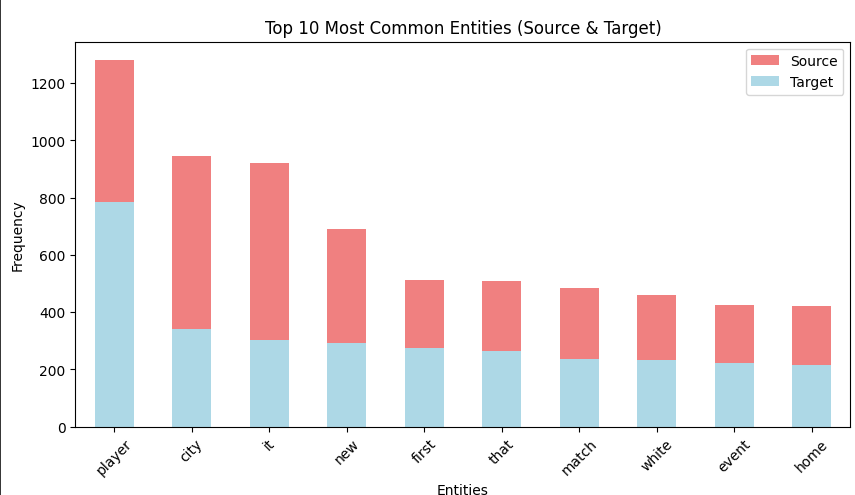 Top 10 Most Common Entities (Source & Target)
Source
Target
Frequency
1200
1000
800
600
400
200
0
player
city
it
new
first
that
match
white
event
home
Entities